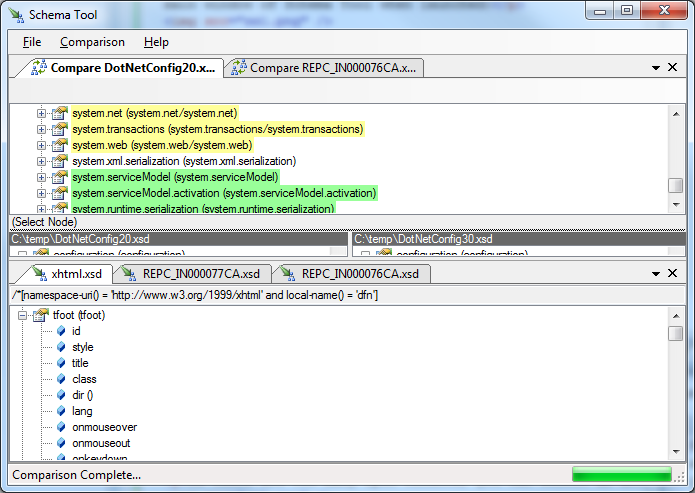 Schema Tool
File Comparison Help
Compare DotNetConfig20.x... Compare REPC_IN000076CA.x...
system.net (system.net/system.net)
system.transactions (system.transactions/system.transactions)
system.web (system.web/system.web)
system.xml.serialization (system.xml.serialization)
system.serviceModel (system.serviceModel)
system.serviceModel.activation (system.serviceModel.activation)
system.runtime.serialization (system.runtime.serialization)
(Select Node)
C:\temp\DotNetConfig20.xsd C:\temp\DotNetConfig30.xsd
configuration (configuration) configuration (configuration)
xhtml.xsd REPC_IN000077CA.xsd REPC_IN000076CA.xsd
/*[namespace-uri() = 'http://www.w3.org/1999/xhtml' and local-name() = 'dfn']
tfoot (tfoot)
id
style
title
class
dir ()
lang
onmouseover
onmouseout
onkeydown
Comparison Complete...